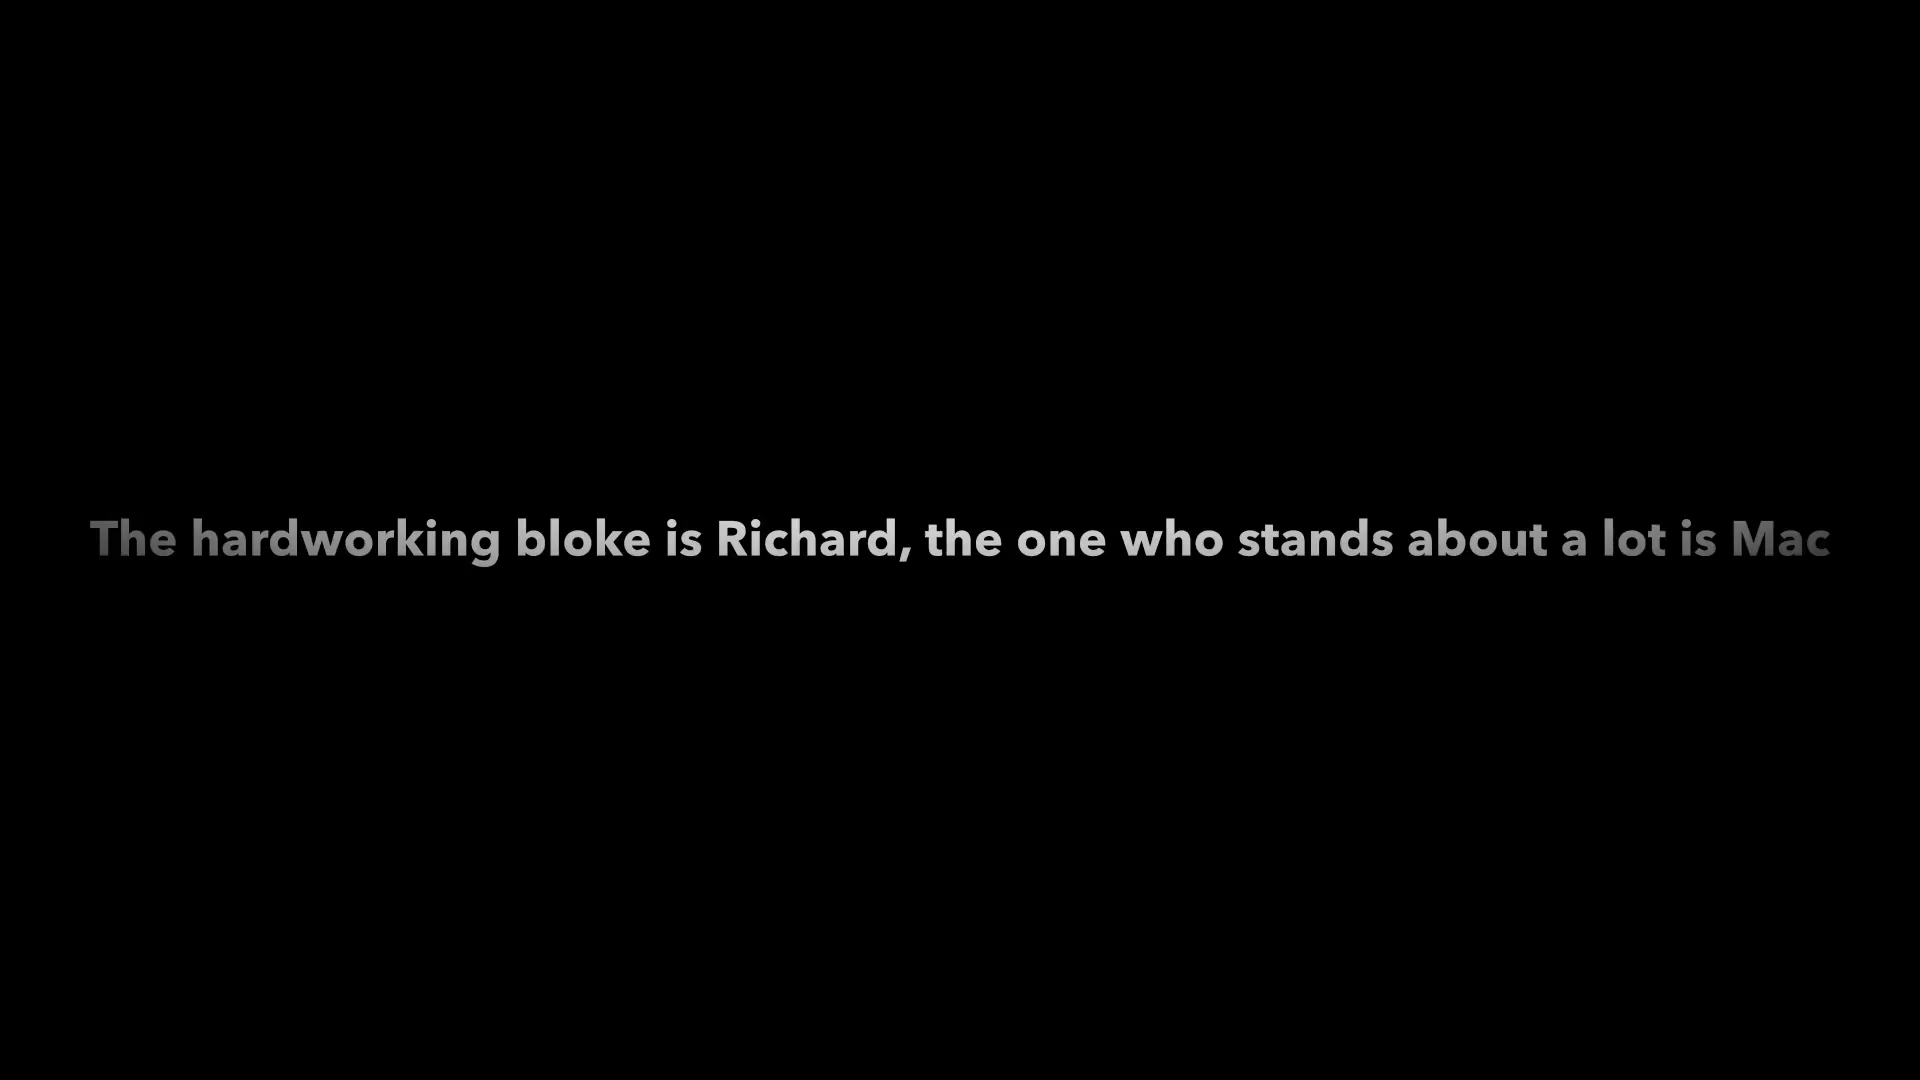 The hardworking bloke is Richard, the one who stands about a lot is Mac